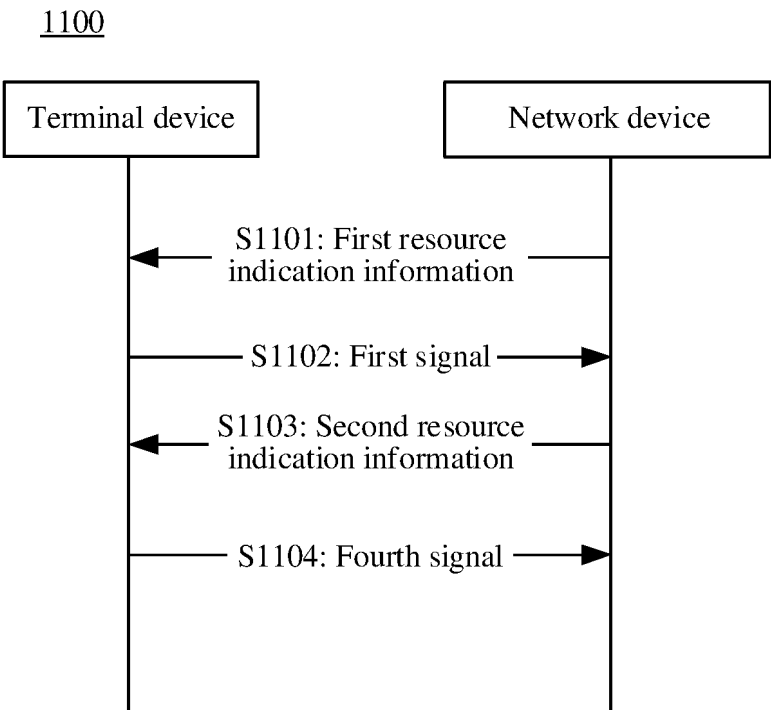 1100
Terminal device
Network device
S1101: First resource
indication information
S1102: First signal
S1103: Second resource
indication information
S1104: Fourth signal